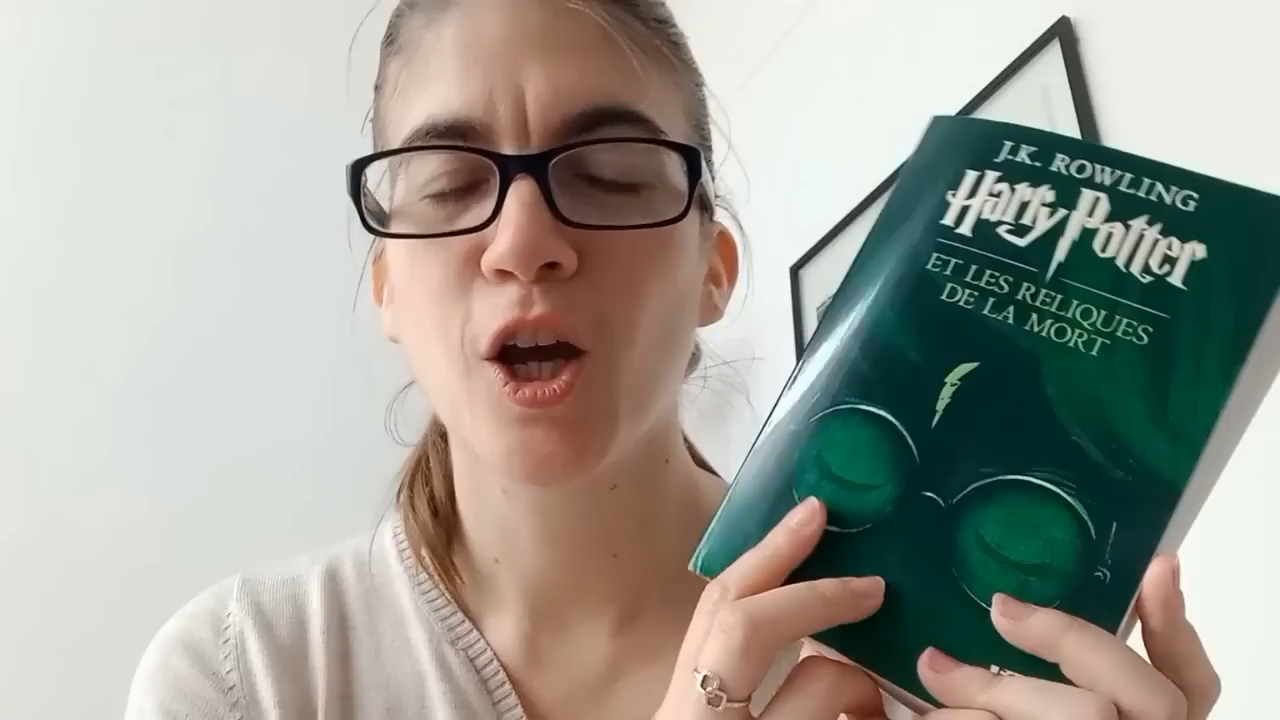 J.K. ROWLING
Harry Potter
ET LES RELIQUES
DE LA MORT